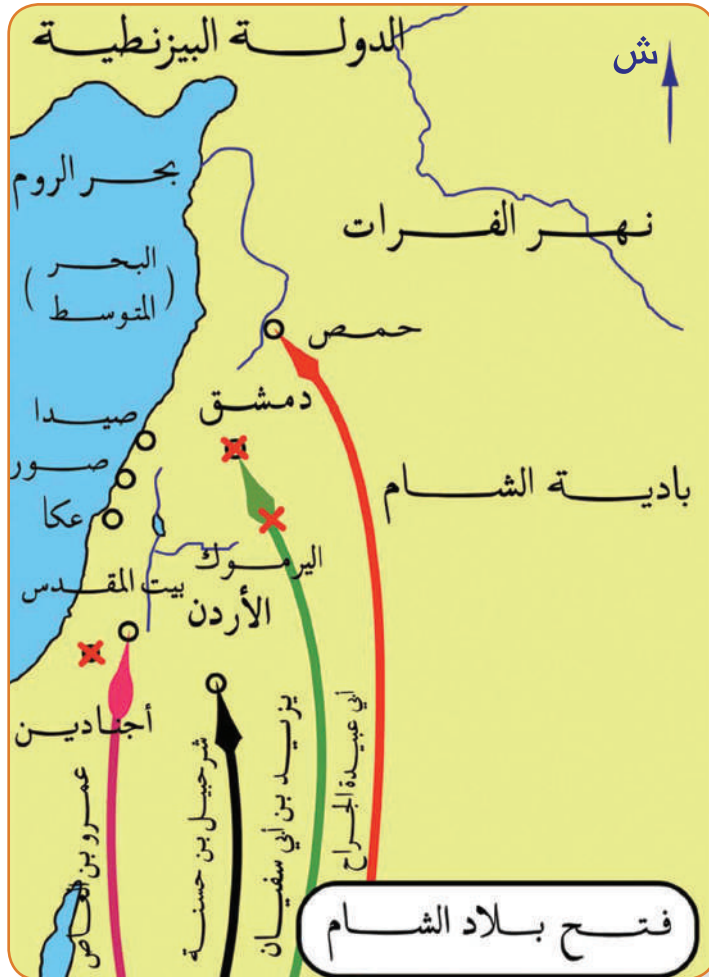 الدولة البيزنطية
ش
بحر الروم
نهر الفرات
البحر
(المتوسط)
حمص
دمشق
صيدا
صور
بادية الشام
عكا
اليرموك
بيت المقدس
الأردن
أجنادين
عمرو بن العاص
شرحبيل بن حسنة
يزيد بن أبي سفيان
أبي عبيدة الجراح
فتح بلاد الشام